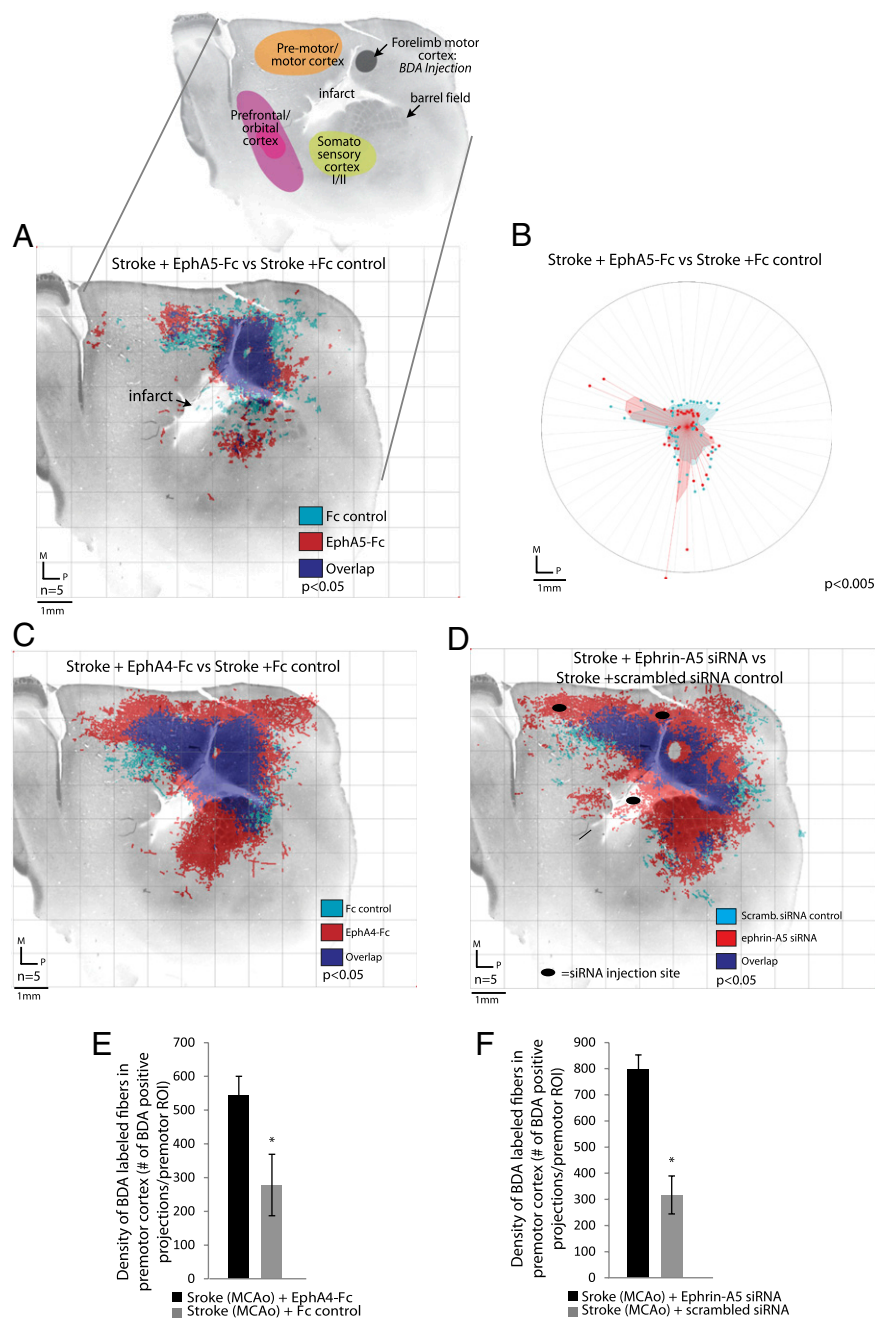 Pre-motor/
motor cortex
Forelimb motor
cortex:
BDA Injection
infarct
barrel field
Prefrontal/
orbital
cortex
Somato
sensory
cortex
I/II
A
Stroke + EphA5-Fc vs Stroke +Fc control
infarct
Fc control
EphA5-Fc
Overlap
p<0.05
M
P
n=5
1mm
B
Stroke + EphA5-Fc vs Stroke +Fc control
M
P
1mm
p<0.005
C
Stroke + EphA4-Fc vs Stroke +Fc control
Fc control
EphA4-Fc
Overlap
p<0.05
M
P
n=5
1mm
D
Stroke + Ephrin-A5 siRNA vs
Stroke +scrambled siRNA control
Scramb. siRNA control
ephrin-A5 siRNA
Overlap
p<0.05
M
P
n=5
1mm
=siRNA injection site
E
Density of BDA labeled fibers in
premotor cortex (# of BDA positive
projections/premotor ROI)
700
600
500
400
300
200
100
0
*
Sroke (MCAo) + EphA4-Fc
Stroke (MCAo) + Fc control
F
Density of BDA labeled fibers in
premotor cortex (# of BDA positive
projections/premotor ROI)
900
800
700
600
500
400
300
200
100
0
*
Sroke (MCAo) + Ephrin-A5 siRNA
Stroke (MCAo) + scrambled siRNA